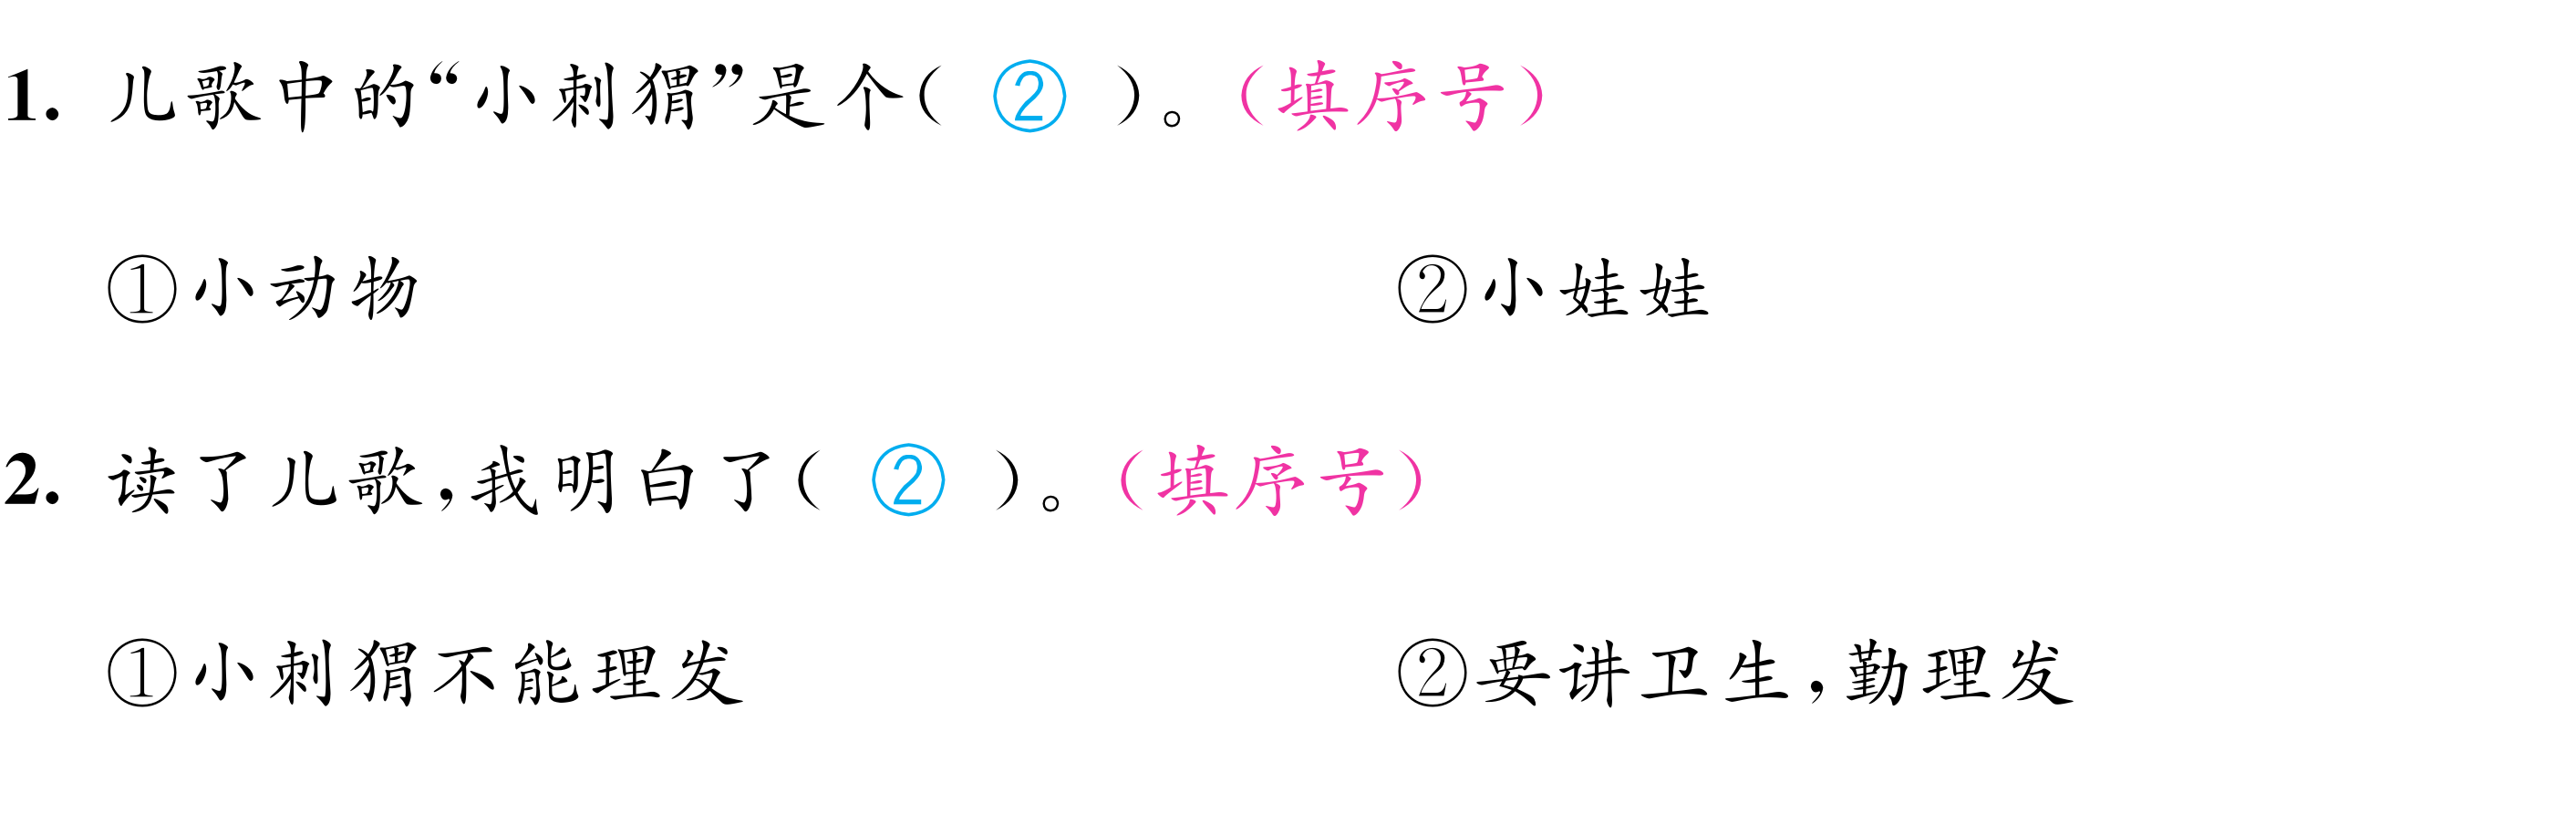 1. 儿歌中的“小刺猬”是个( ② )。(填序号)
①小动物 ②小娃娃
2. 读了儿歌,我明白了( ② )。(填序号)
①小刺猬不能理发 ②要讲卫生,勤理发